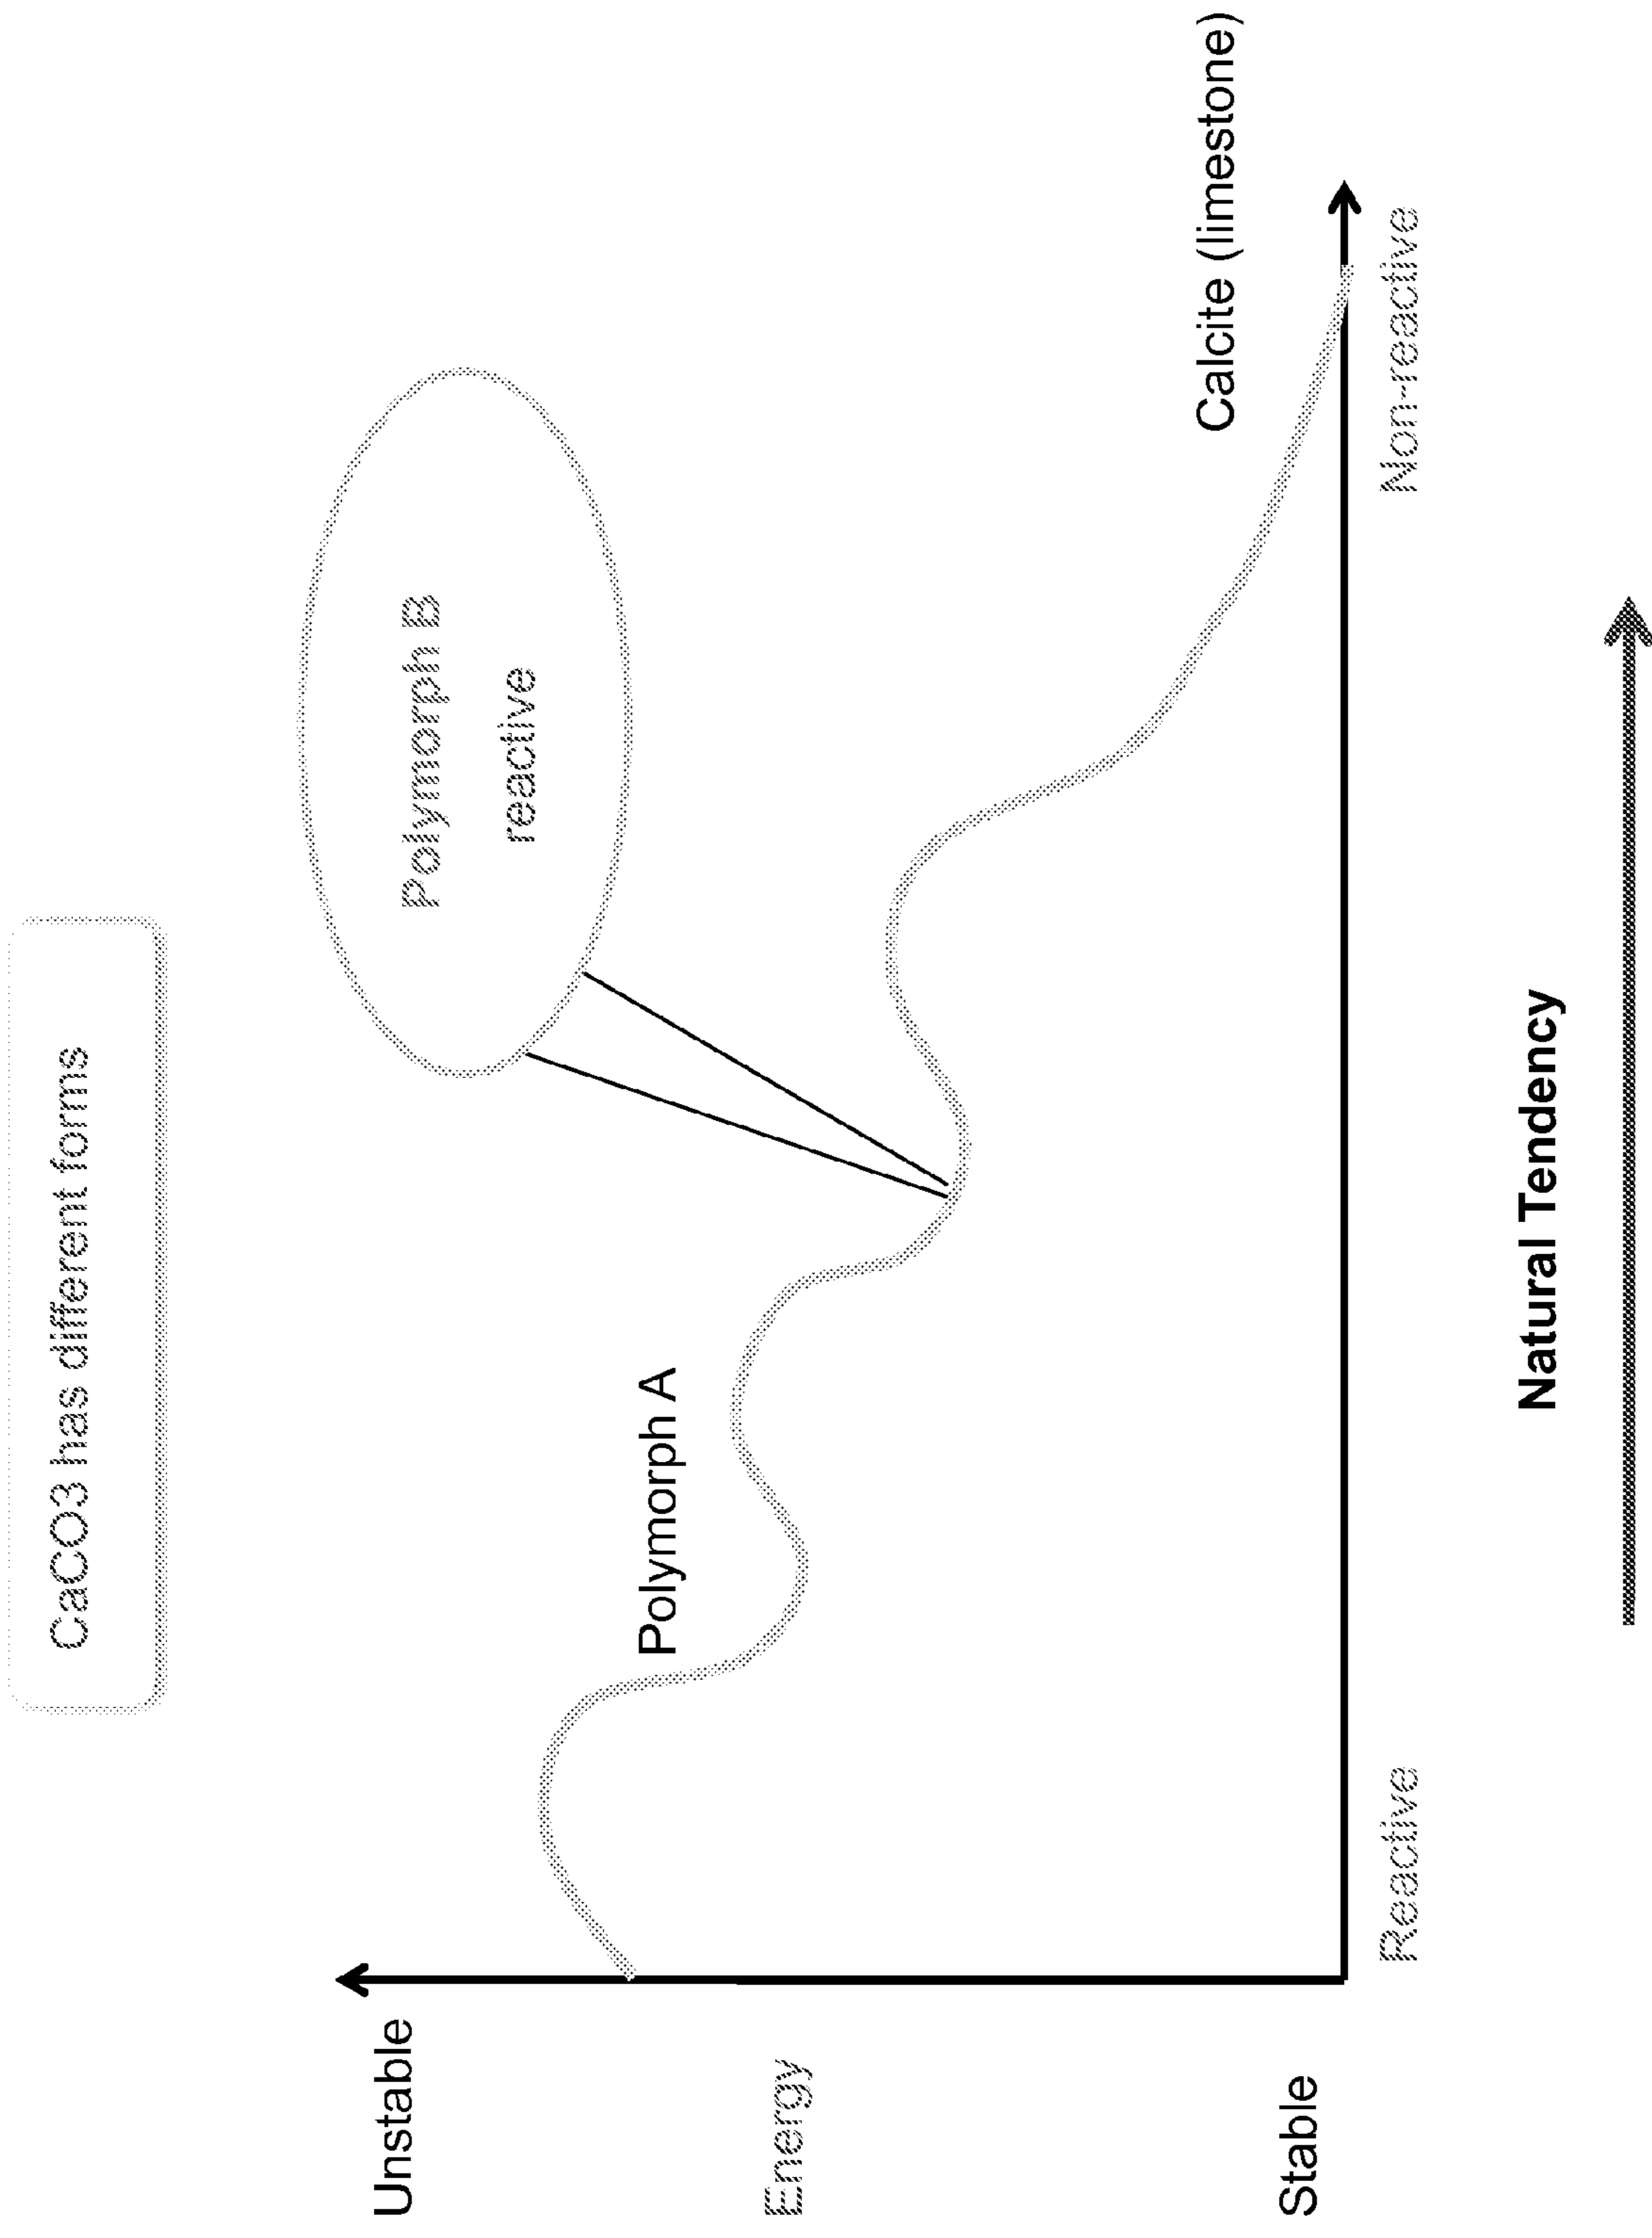 CaCO3 has different forms
Unstable
Polymorph B
reactive
Polymorph A
Energy
Calcite (limestone)
Stable
Reactive
Non-reactive
Natural Tendency